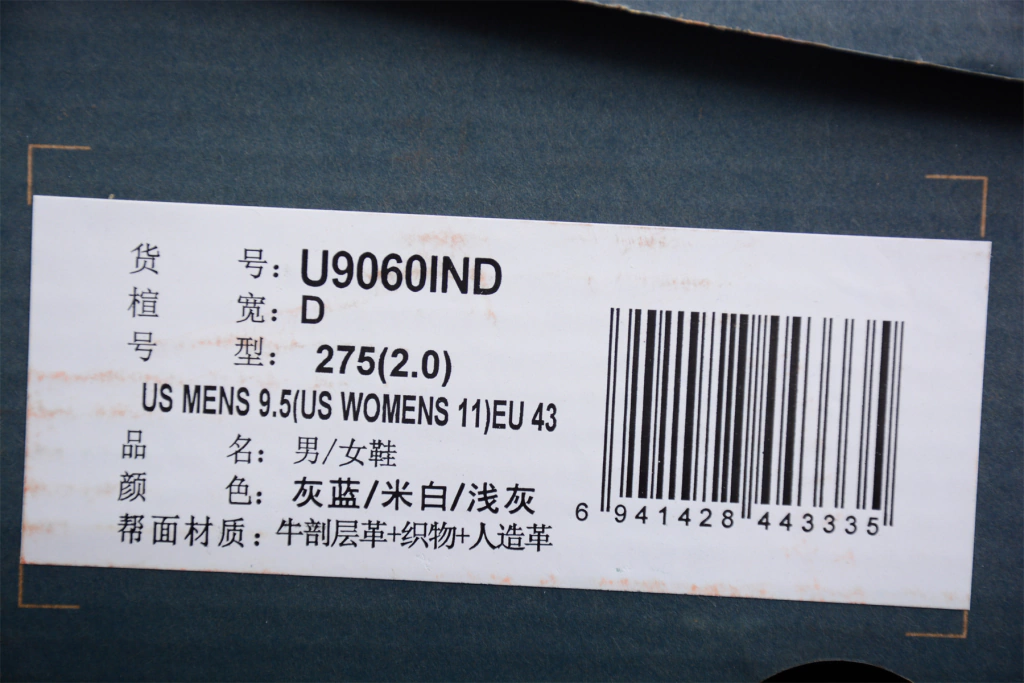 货号：U9060IND
楦宽：D
号型：275(2.0)
US MENS 9.5(US WOMENS 11)EU 43
品名：男/女鞋
颜色：灰蓝/米白/浅灰
帮面材质：牛剖层革+织物+人造革
6 941428 443335